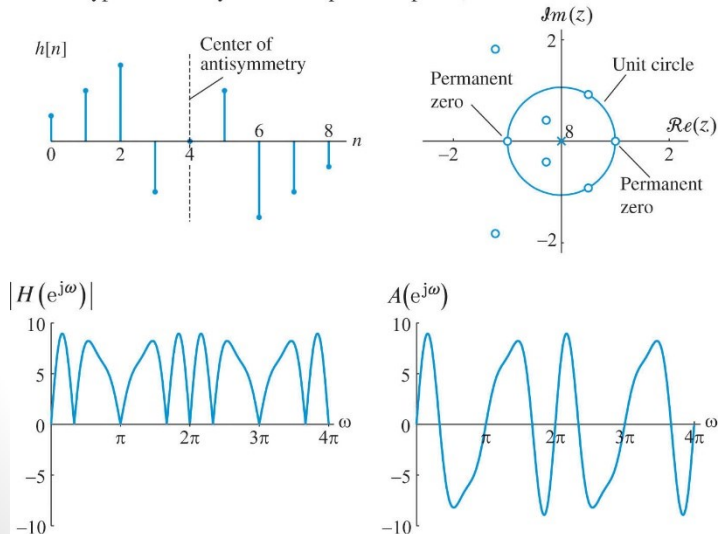 h[n]
Center of
antisymmetry
0 2 4 6 8 n
ℐm(z)
2
Unit circle
Permanent
zero
8
ℛe(z)
-2 2
Permanent
zero
-2
|H(e^jω)|
10
5
0
-5
-10
π 2π 3π 4π ω
A(e^jω)
10
5
0
-5
-10
π 2π 3π 4π ω